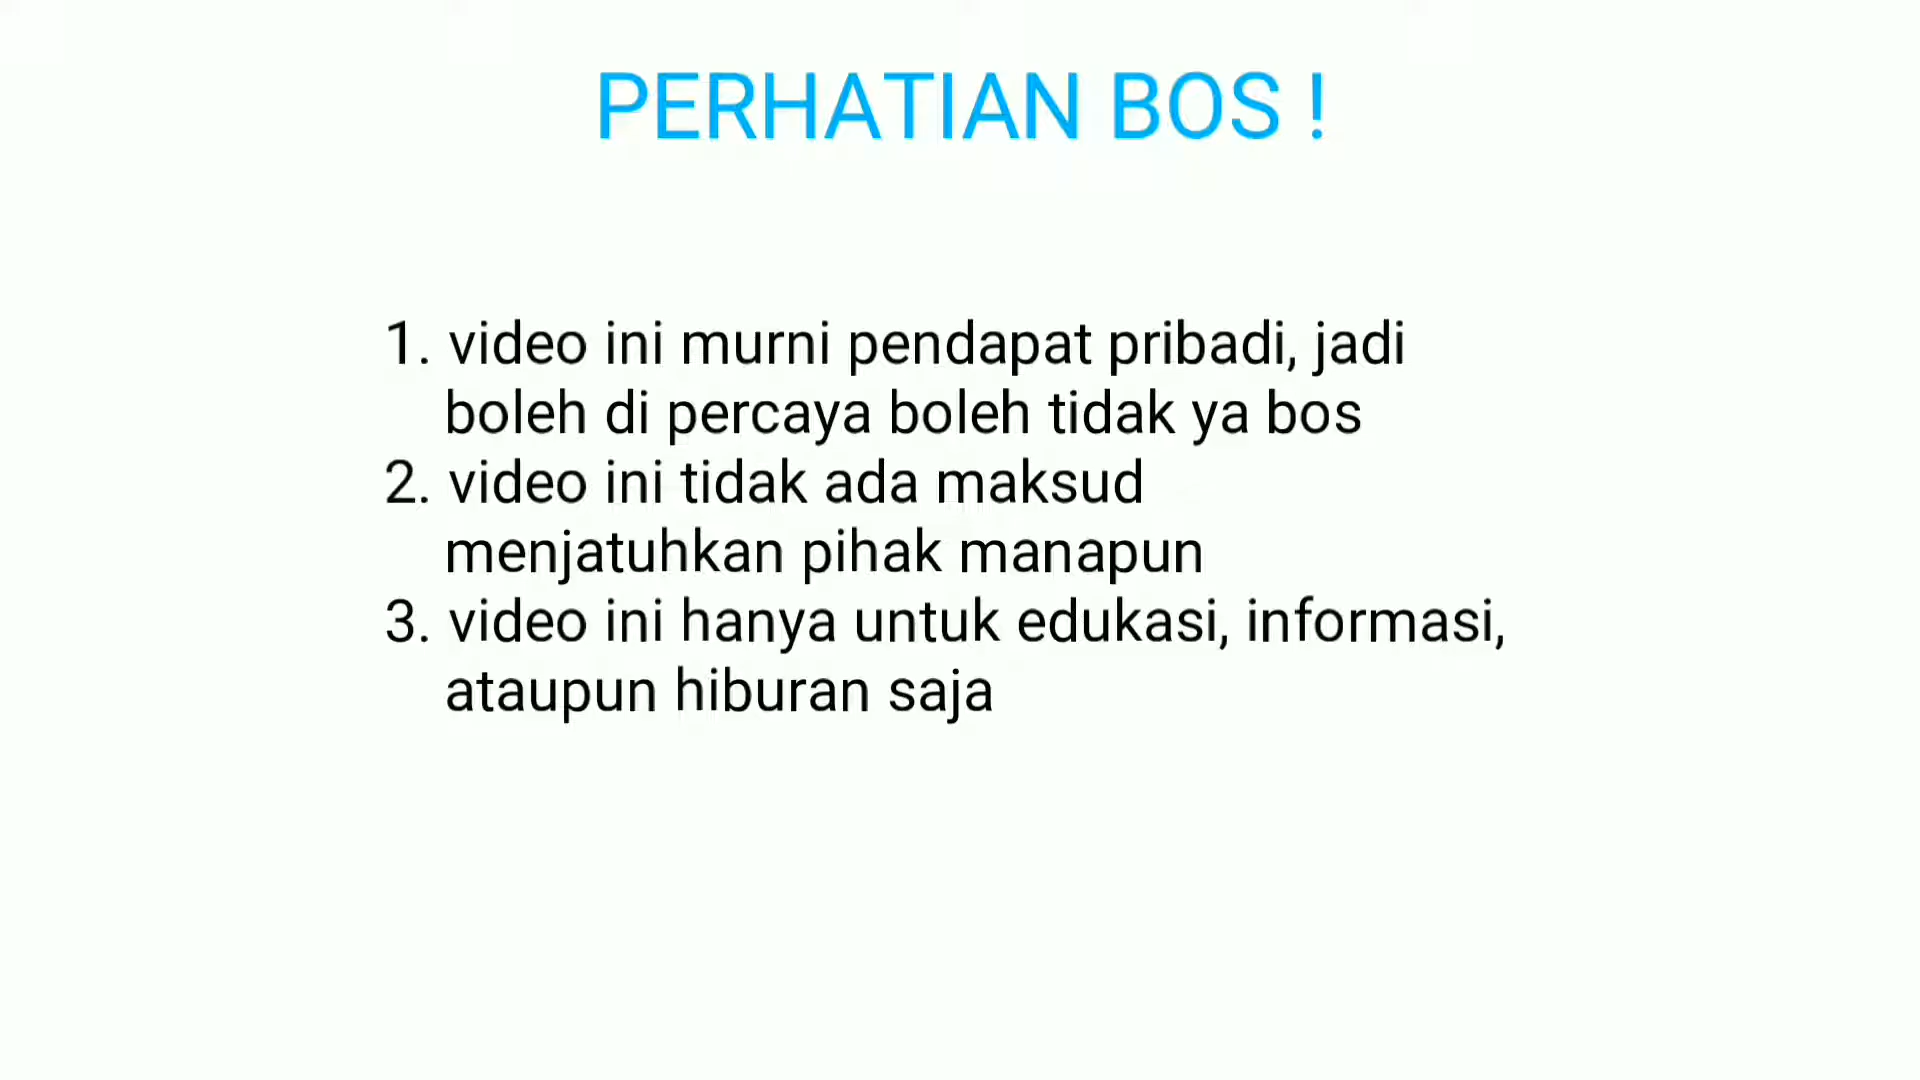 PERHATIAN BOS !
1. video ini murni pendapat pribadi, jadi
boleh di percaya boleh tidak ya bos
2. video ini tidak ada maksud
menjatuhkan pihak manapun
3. video ini hanya untuk edukasi, informasi,
ataupun hiburan saja